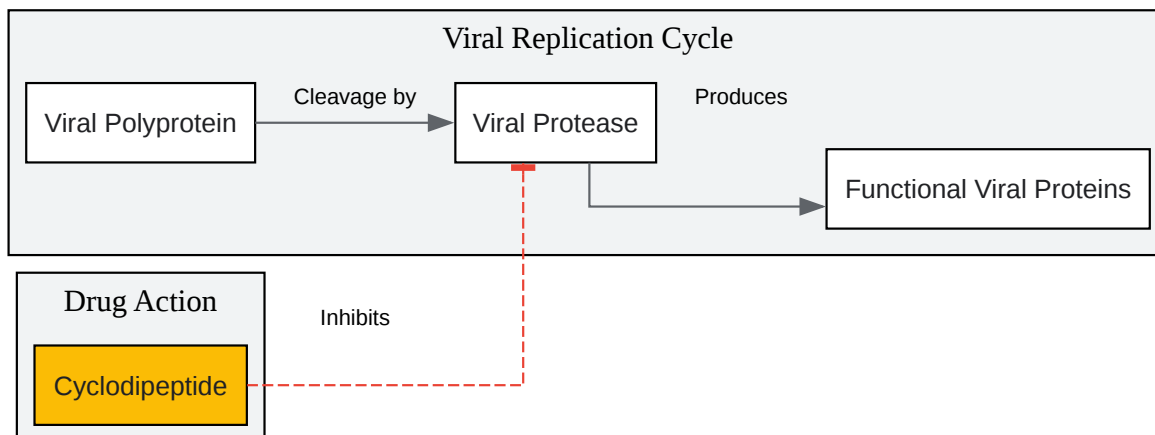 Viral Replication Cycle
Viral Polyprotein
Cleavage by
Viral Protease
Produces
Functional Viral Proteins
Drug Action
Cyclodipeptide
Inhibits